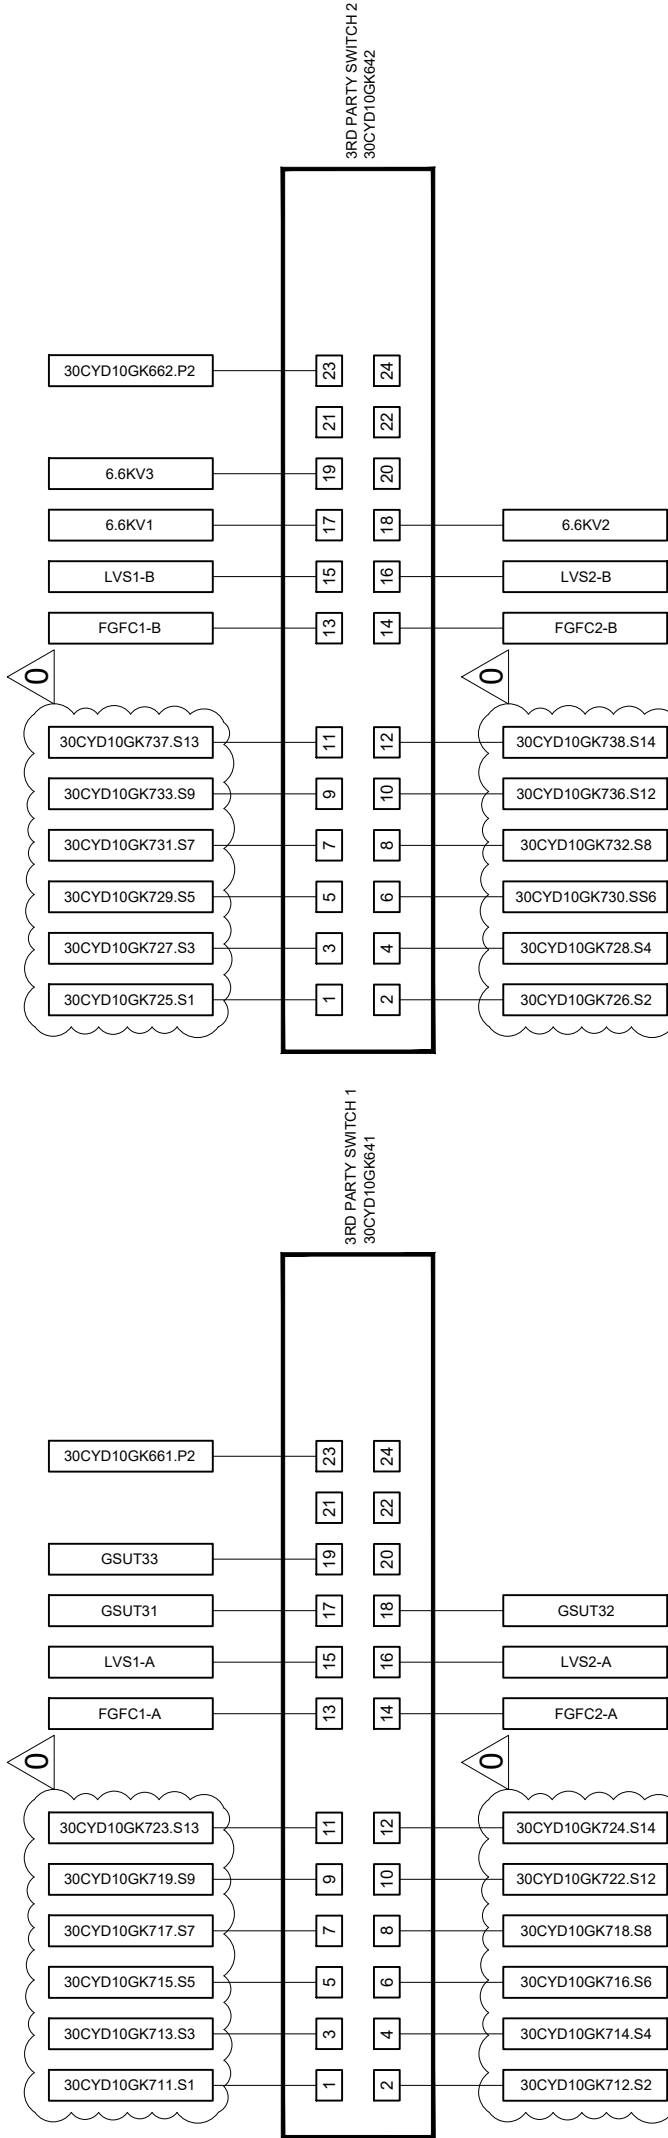 3RD PARTY SWITCH 2
30CYD10GK642
30CYD10GK662.P2
23
24
21
22
6.6KV3
19
20
6.6KV1
17
18
6.6KV2
LVS1-B
15
16
LVS2-B
FGFC1-B
13
14
FGFC2-B
0
0
30CYD10GK737.S13
11
12
30CYD10GK738.S14
30CYD10GK733.S9
9
10
30CYD10GK736.S12
30CYD10GK731.S7
7
8
30CYD10GK732.S8
30CYD10GK729.S5
5
6
30CYD10GK730.SS6
30CYD10GK727.S3
3
4
30CYD10GK728.S4
30CYD10GK725.S1
1
2
30CYD10GK726.S2
3RD PARTY SWITCH 1
30CYD10GK641
30CYD10GK661.P2
23
24
21
22
GSUT33
19
20
GSUT31
17
18
GSUT32
LVS1-A
15
16
LVS2-A
FGFC1-A
13
14
FGFC2-A
0
0
30CYD10GK723.S13
11
12
30CYD10GK724.S14
30CYD10GK719.S9
9
10
30CYD10GK722.S12
30CYD10GK717.S7
7
8
30CYD10GK718.S8
30CYD10GK715.S5
5
6
30CYD10GK716.S6
30CYD10GK713.S3
3
4
30CYD10GK714.S4
30CYD10GK711.S1
1
2
30CYD10GK712.S2